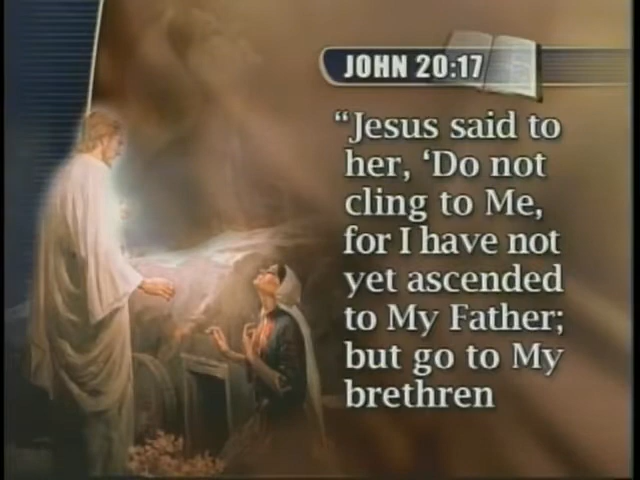 JOHN 20:17
“Jesus said to
her, ‘Do not
cling to Me,
for I have not
yet ascended
to My Father;
but go to My
brethren